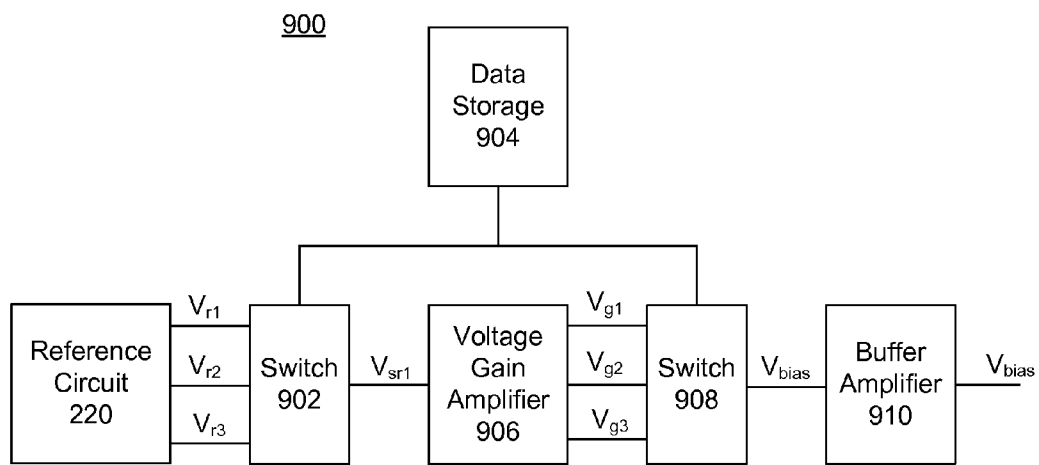 900
Data
Storage
904
Reference
Circuit
220
V_r1
V_r2
V_r3
Switch
902
V_sr1
Voltage
Gain
Amplifier
906
V_g1
V_g2
V_g3
Switch
908
V_bias
Buffer
Amplifier
910
V_bias